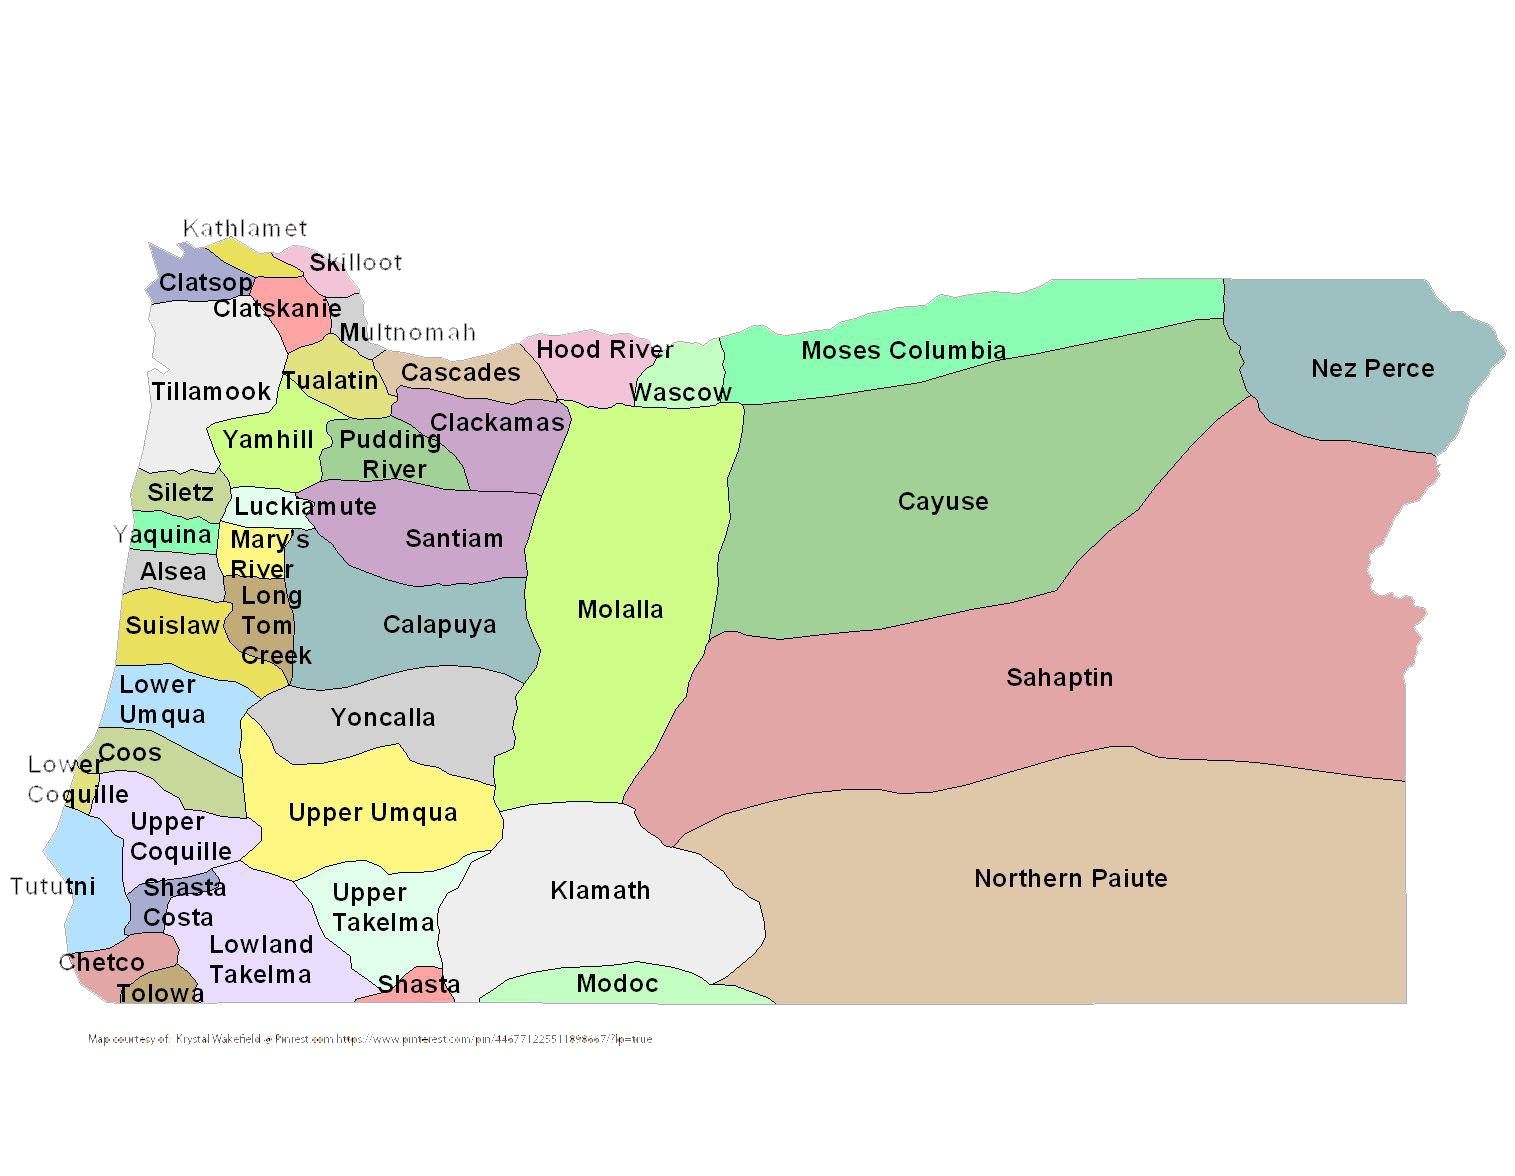 Kathlamet
Skilloot
Clatsop
Clatskanie
Multnomah
Hood River
Moses Columbia
Nez Perce
Cascades
Tualatin
Tillamook
Wascow
Clackamas
Yamhill
Pudding
River
Siletz
Luckiamute
Cayuse
Yaquina
Mary's
River
Santiam
Alsea
Long
Tom
Creek
Molalla
Suislaw
Calapuya
Lower
Umqua
Sahaptin
Yoncalla
Coos
Lower
Coquille
Upper Umqua
Upper
Coquille
Tututni
Shasta
Costa
Upper
Takelma
Klamath
Northern Paiute
Lowland
Takelma
Chetco
Shasta
Modoc
Tolowa
Map courtesy of: Krystal Wakefield @ Pinrest.com https://www.pinterest.com/pin/446771225511898667/?lp=true